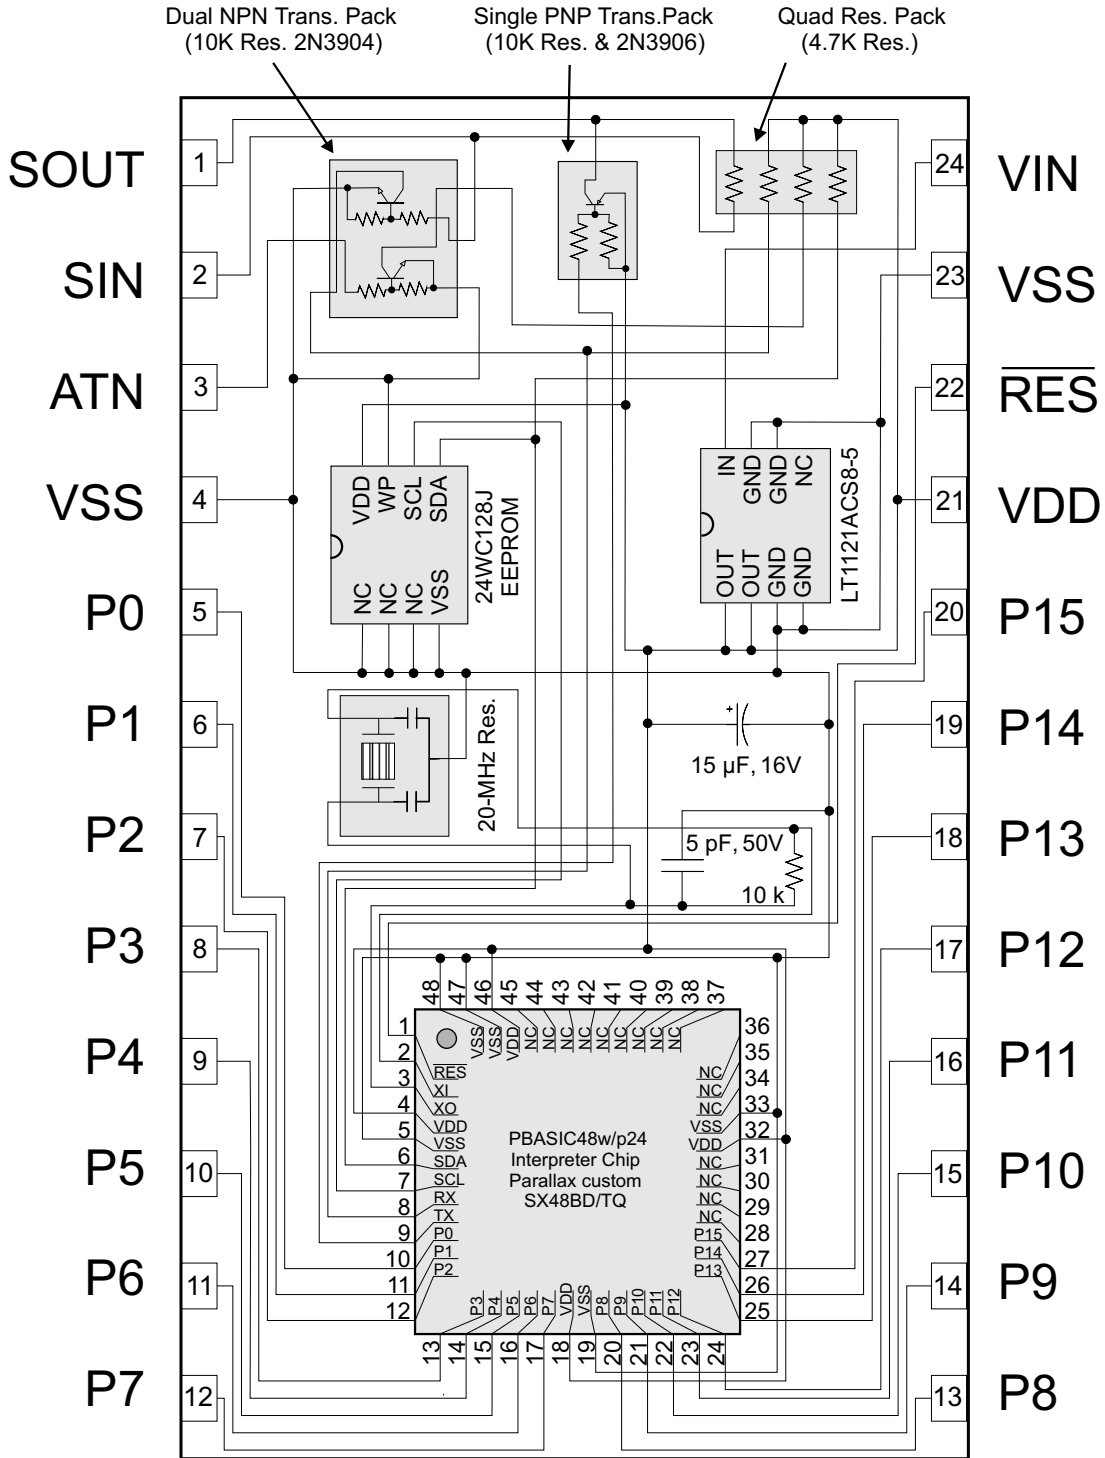 Dual NPN Trans. Pack
(10K Res. 2N3904)
Single PNP Trans.Pack
(10K Res. & 2N3906)
Quad Res. Pack
(4.7K Res.)
SOUT
1
SIN
2
ATN
3
VSS
4
P0
5
P1
6
P2
7
P3
8
P4
9
P5
10
P6
11
P7
12
24
VIN
23
VSS
22
RES
21
VDD
20
P15
19
P14
18
P13
17
P12
16
P11
15
P10
14
P9
13
P8
VDD
WP
SCL
SDA
NC
NC
NC
VSS
24WC128J
EEPROM
IN
GND
GND
NC
OUT
OUT
GND
GND
LT1121ACS8-5
20-MHz Res.
+
15 µF, 16V
5 pF, 50V
10 k
48
47
46
45
44
43
42
41
40
39
38
37
VSS
VSS
VDD
NC
NC
NC
NC
NC
NC
NC
NC
1
2
3
4
5
6
7
8
9
10
11
12
RES
XI
XO
VDD
VSS
SDA
SCL
RX
TX
P0
P1
P2
PBASIC48w/p24
Interpreter Chip
Parallax custom
SX48BD/TQ
36
35
34
33
32
31
30
29
28
27
26
25
NC
NC
NC
VSS
VDD
NC
NC
NC
NC
P15
P14
P13
P3
P4
P5
P6
P7
VDD
VSS
P8
P9
P10
P11
P12
13
14
15
16
17
18
19
20
21
22
23
24